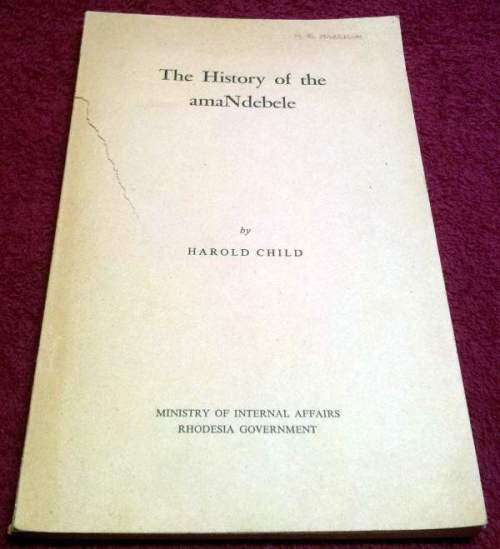 The History of the
amaNdebele
by
HAROLD CHILD
MINISTRY OF INTERNAL AFFAIRS
RHODESIA GOVERNMENT